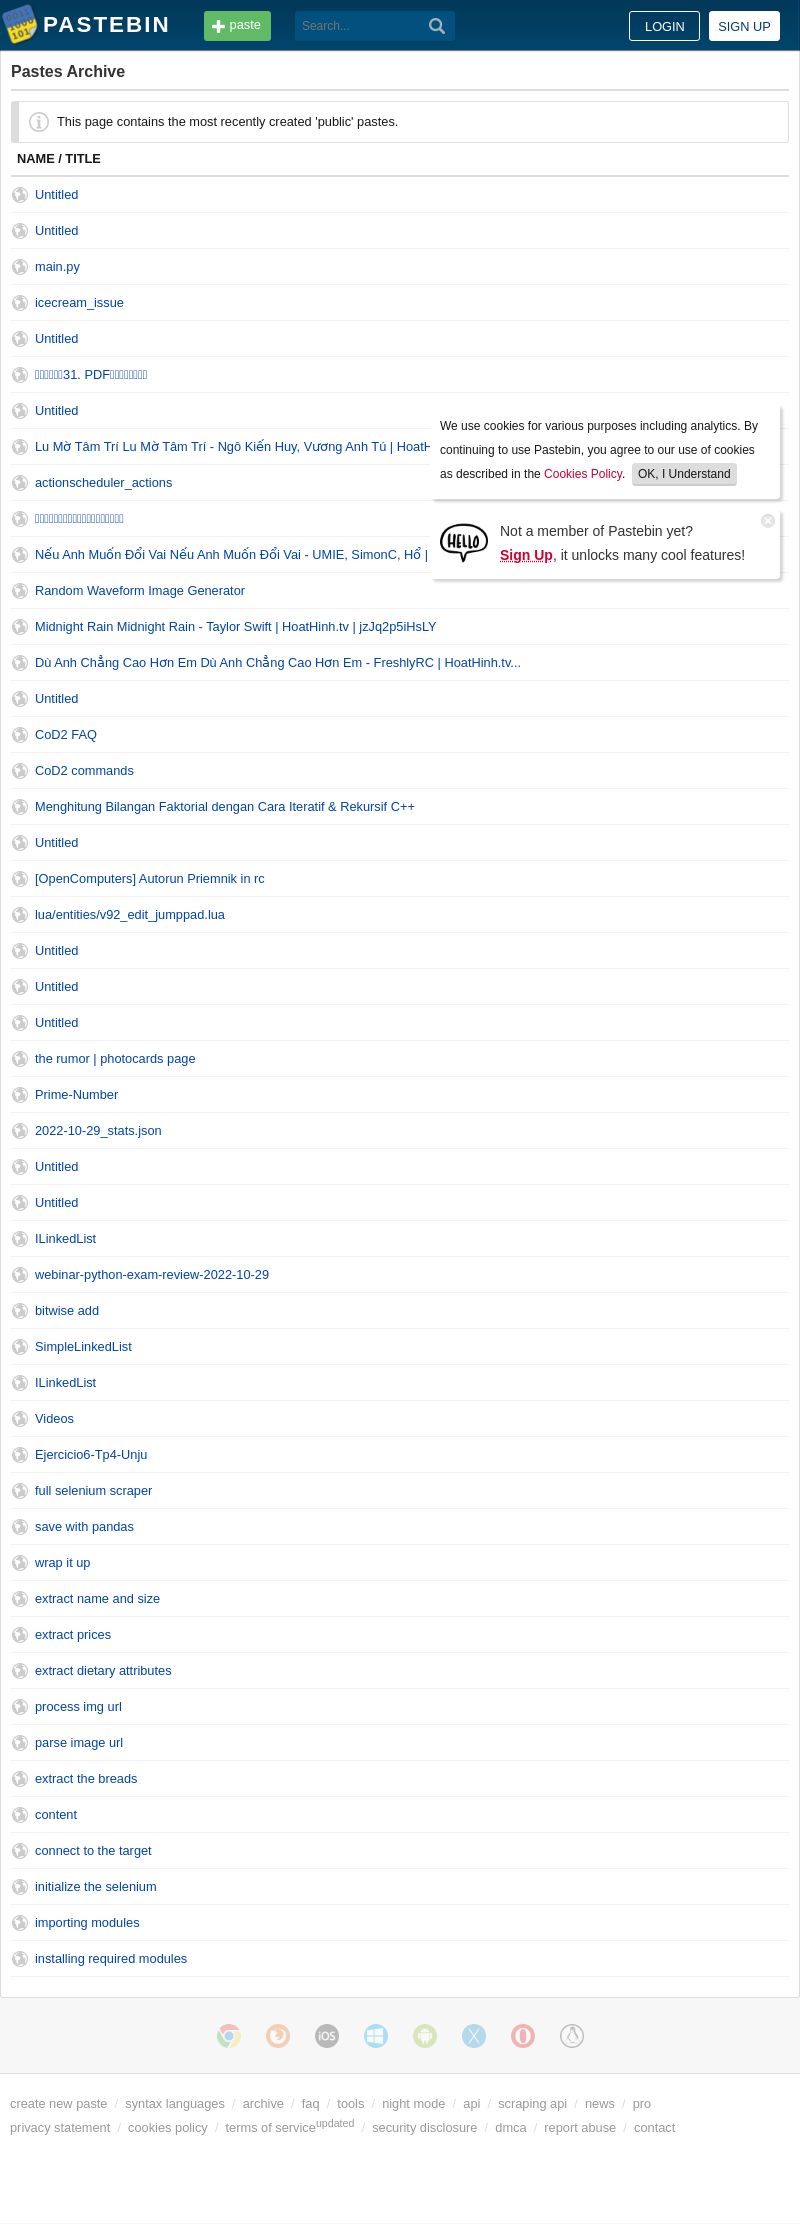 PASTEBIN
paste
Search...
LOGIN
SIGN UP
Pastes Archive
This page contains the most recently created 'public' pastes.
NAME / TITLE
Untitled
Untitled
main.py
icecream_issue
Untitled
31. PDF
Untitled
Lu Mờ Tâm Trí Lu Mờ Tâm Trí - Ngô Kiến Huy, Vương Anh Tú |
actionscheduler_actions
Nếu Anh Muốn Đổi Vai Nếu Anh Muốn Đổi Vai - UMIE, SimonC, Hổ |
We use cookies for various purposes including analytics. By
continuing to use Pastebin, you agree to our use of cookies
as described in the Cookies Policy. OK, I Understand
HELLO
Not a member of Pastebin yet?
Sign Up, it unlocks many cool features!
Random Waveform Image Generator
Midnight Rain Midnight Rain - Taylor Swift | HoatHinh.tv | jzJq2p5iHsLY
Dù Anh Chẳng Cao Hơn Em Dù Anh Chẳng Cao Hơn Em - FreshlyRC | HoatHinh.tv...
Untitled
CoD2 FAQ
CoD2 commands
Menghitung Bilangan Faktorial dengan Cara Iteratif & Rekursif C++
Untitled
[OpenComputers] Autorun Priemnik in rc
lua/entities/v92_edit_jumppad.lua
Untitled
Untitled
Untitled
the rumor | photocards page
Prime-Number
2022-10-29_stats.json
Untitled
Untitled
ILinkedList
webinar-python-exam-review-2022-10-29
bitwise add
SimpleLinkedList
ILinkedList
Videos
Ejercicio6-Tp4-Unju
full selenium scraper
save with pandas
wrap it up
extract name and size
extract prices
extract dietary attributes
process img url
parse image url
extract the breads
content
connect to the target
initialize the selenium
importing modules
installing required modules
iOS
create new paste / syntax languages / archive / faq / tools / night mode / api / scraping api / news / pro
privacy statement / cookies policy / terms of service updated / security disclosure / dmca / report abuse / contact